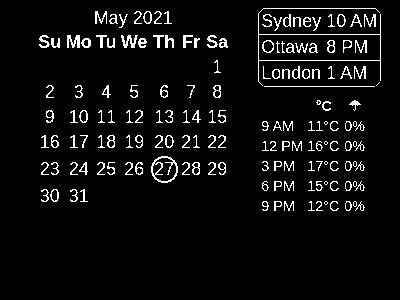 May 2021
Su Mo Tu We Th Fr Sa
1
2 3 4 5 6 7 8
9 10 11 12 13 14 15
16 17 18 19 20 21 22
23 24 25 26 27 28 29
30 31
Sydney 10 AM
Ottawa 8 PM
London 1 AM
°C ☂
9 AM 11°C 0%
12 PM 16°C 0%
3 PM 17°C 0%
6 PM 15°C 0%
9 PM 12°C 0%